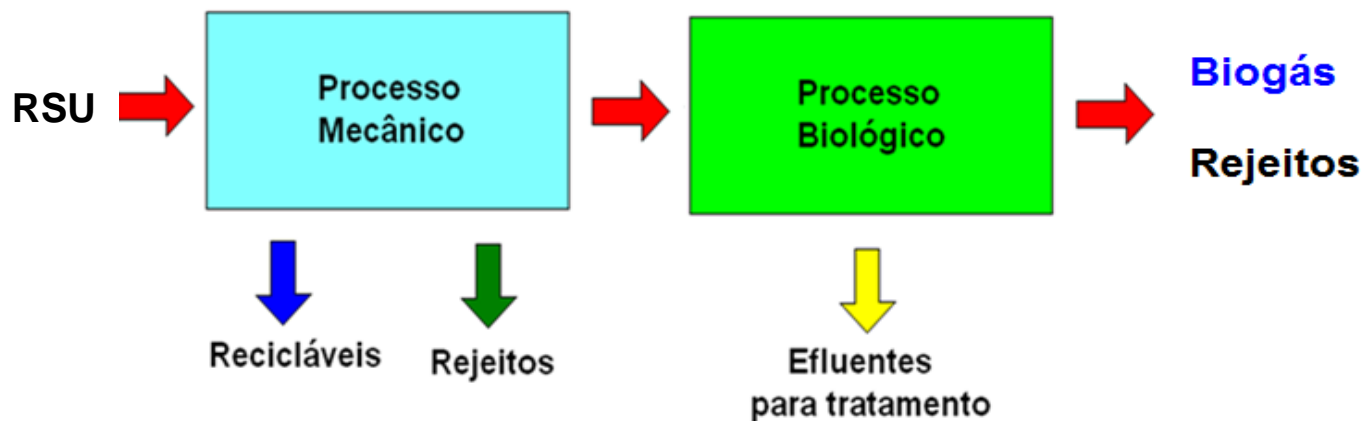 RSU
Processo
Mecânico
Processo
Biológico
Biogás
Rejeitos
Recicláveis
Rejeitos
Efluentes
para tratamento